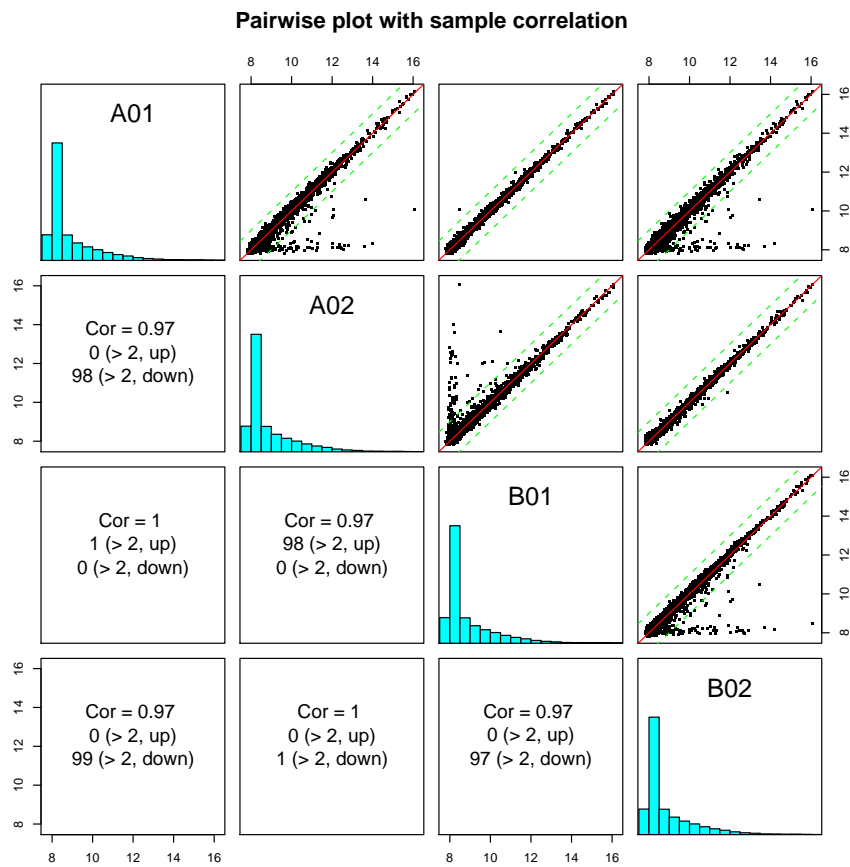 Pairwise plot with sample correlation
8 10 12 14 16
8 10 12 14 16
A01
8 10 12 14 16
8 10 12 14 16
Cor = 0.97
0 (> 2, up)
98 (> 2, down)
A02
Cor = 1
1 (> 2, up)
0 (> 2, down)
Cor = 0.97
98 (> 2, up)
0 (> 2, down)
B01
8 10 12 14 16
8 10 12 14 16
Cor = 0.97
0 (> 2, up)
99 (> 2, down)
Cor = 1
0 (> 2, up)
1 (> 2, down)
Cor = 0.97
0 (> 2, up)
97 (> 2, down)
B02
8 10 12 14 16
8 10 12 14 16